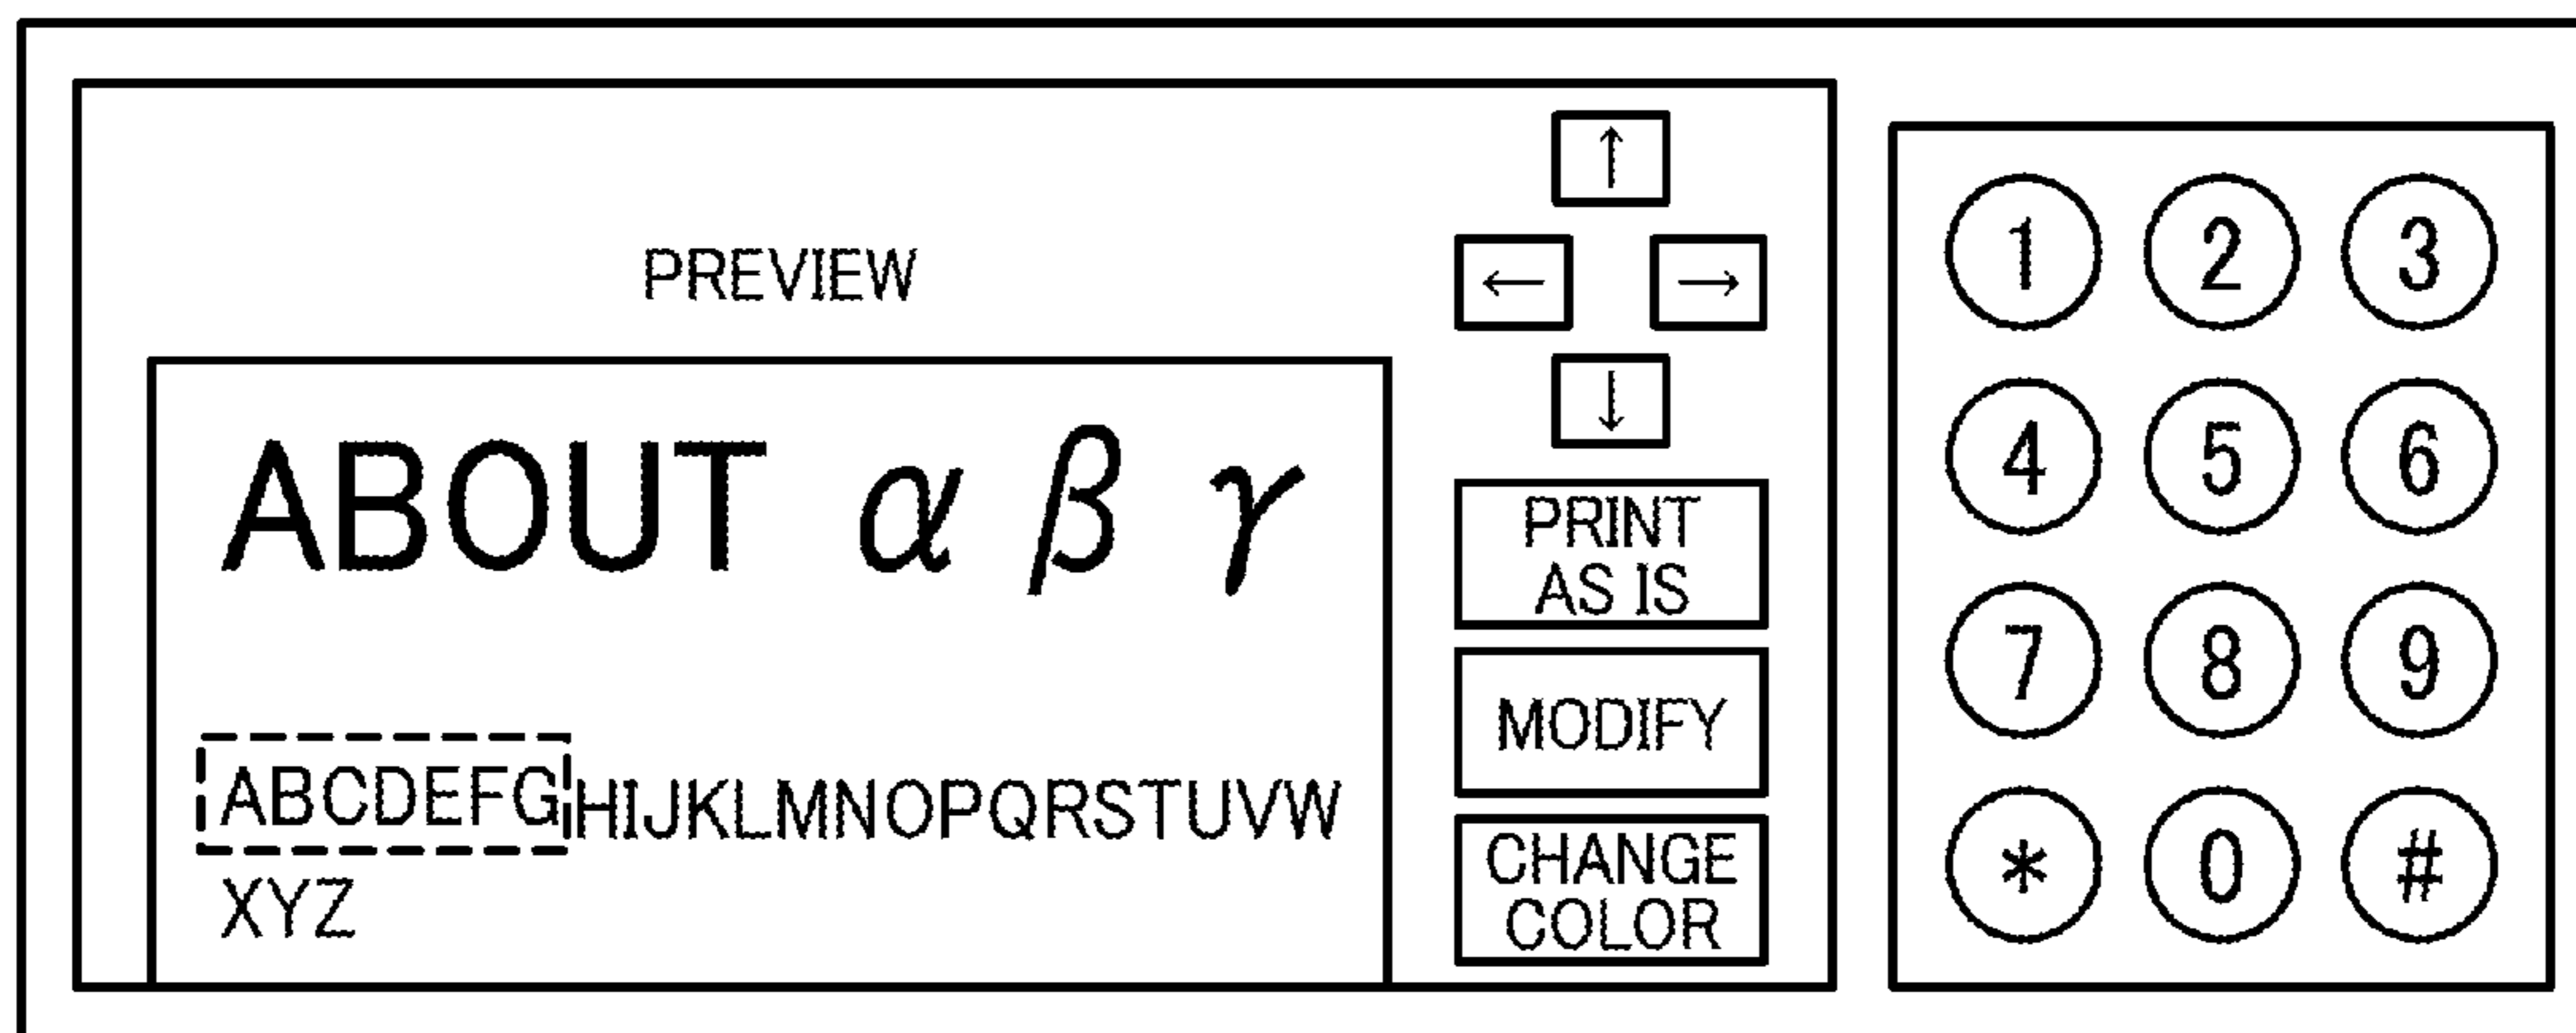 PREVIEW
ABOUT α β γ
ABCDEFGHIJKLMNOPQRSTUVW
XYZ
↑
← →
↓
PRINT
AS IS
MODIFY
CHANGE
COLOR
1 2 3
4 5 6
7 8 9
* 0 #